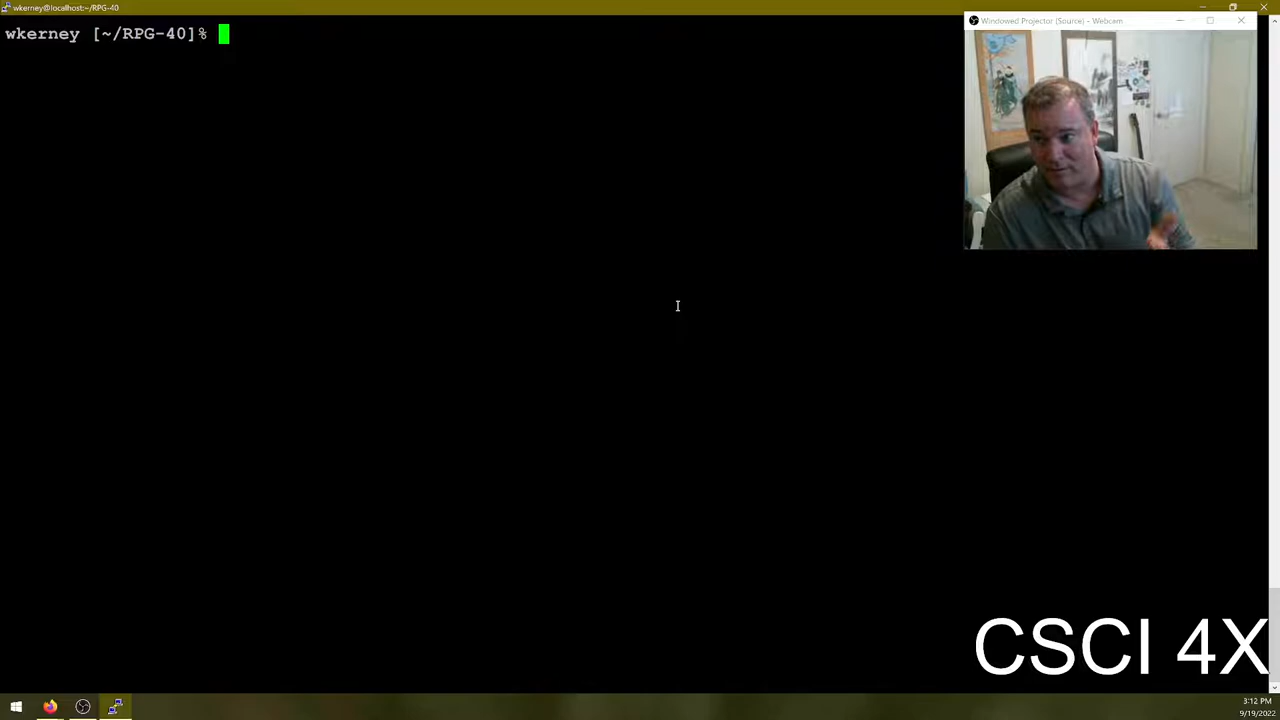 wkerney@localhost:~/RPG-40
Windowed Projector (Source) - Webcam
wkerney [~/RPG-40]%
CSCI 4X
3:12 PM
9/19/2022